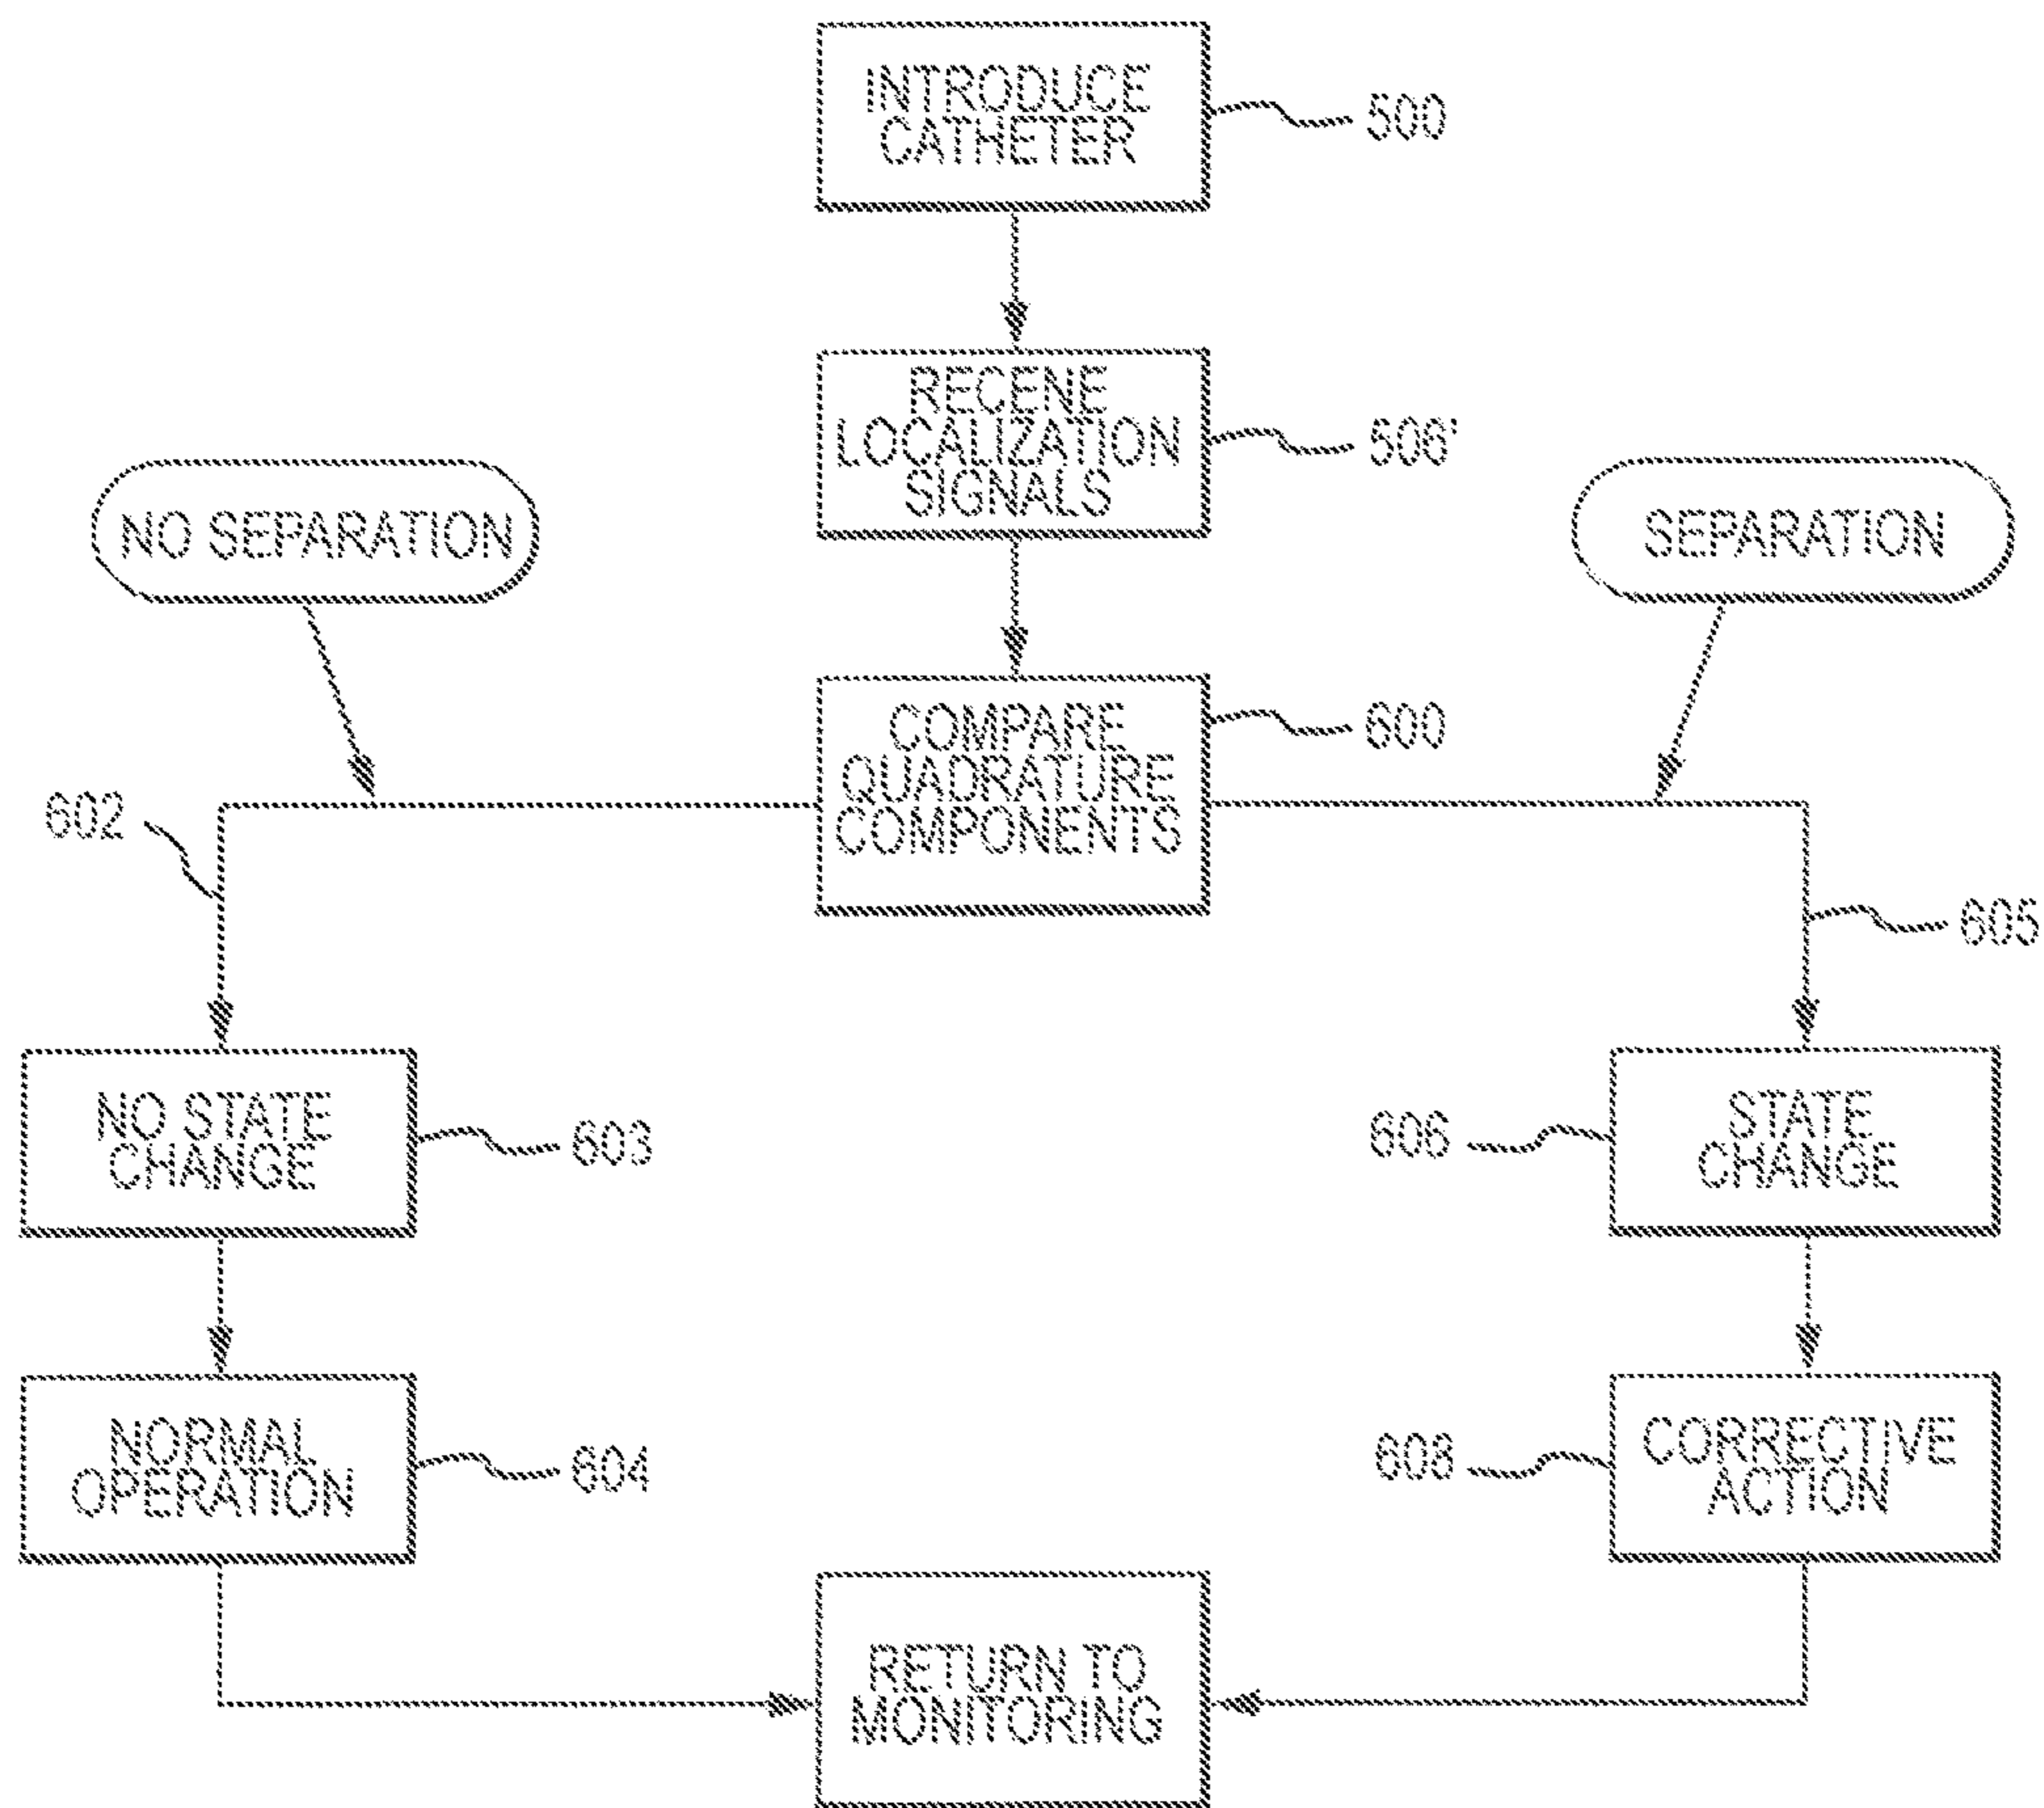 INTRODUCE
CATHETER
500
RECENE
LOCALIZATION
SIGNALS
506'
NO SEPARATION
SEPARATION
COMPARE
QUADRATURE
COMPONENTS
600
602
605
NO STATE
CHANGE
603
606
STATE
CHANGE
NORMAL
OPERATION
604
608
CORRECTIVE
ACTION
RETURN TO
MONITORING